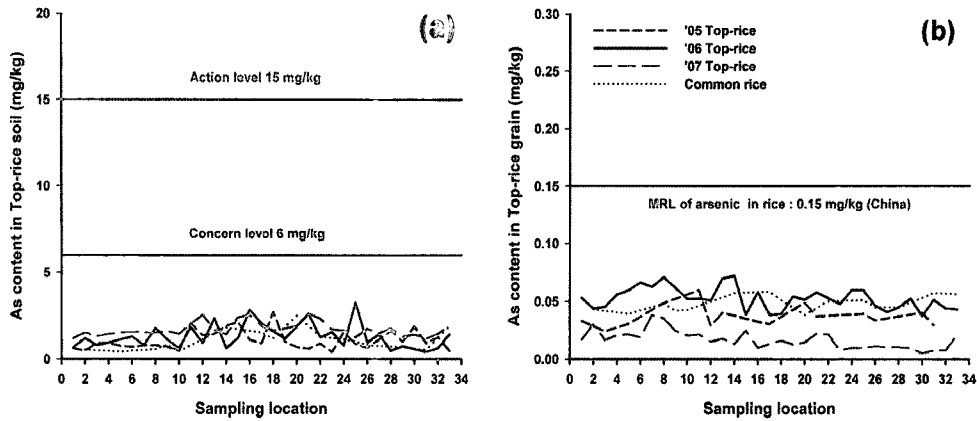 (a)
As content in Top-rice soil (mg/kg)
20
15
10
5
0
Action level 15 mg/kg
Concern level 6 mg/kg
0 2 4 6 8 10 12 14 16 18 20 22 24 26 28 30 32 34
Sampling location
(b)
As content in Top-rice grain (mg/kg)
0.30
0.25
0.20
0.15
0.10
0.05
0.00
'05 Top-rice
'06 Top-rice
'07 Top-rice
Common rice
MRL of arsenic in rice : 0.15 mg/kg (China)
0 2 4 6 8 10 12 14 16 18 20 22 24 26 28 30 32 34
Sampling location